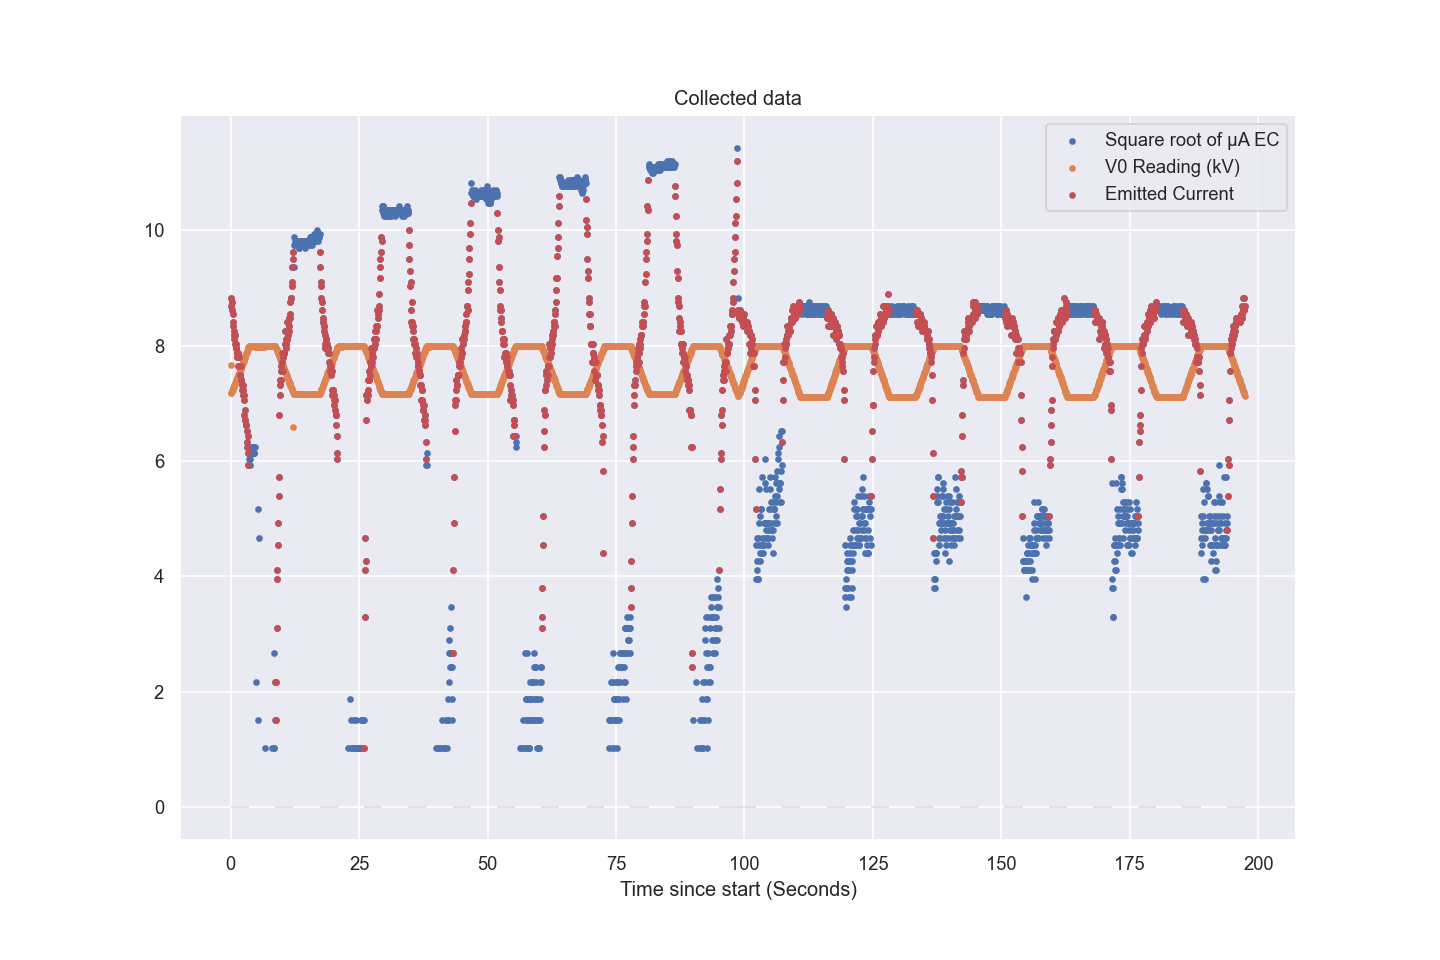 Collected data
Square root of µA EC
V0 Reading (kV)
Emitted Current
10
8
6
4
2
0
0 25 50 75 100 125 150 175 200
Time since start (Seconds)